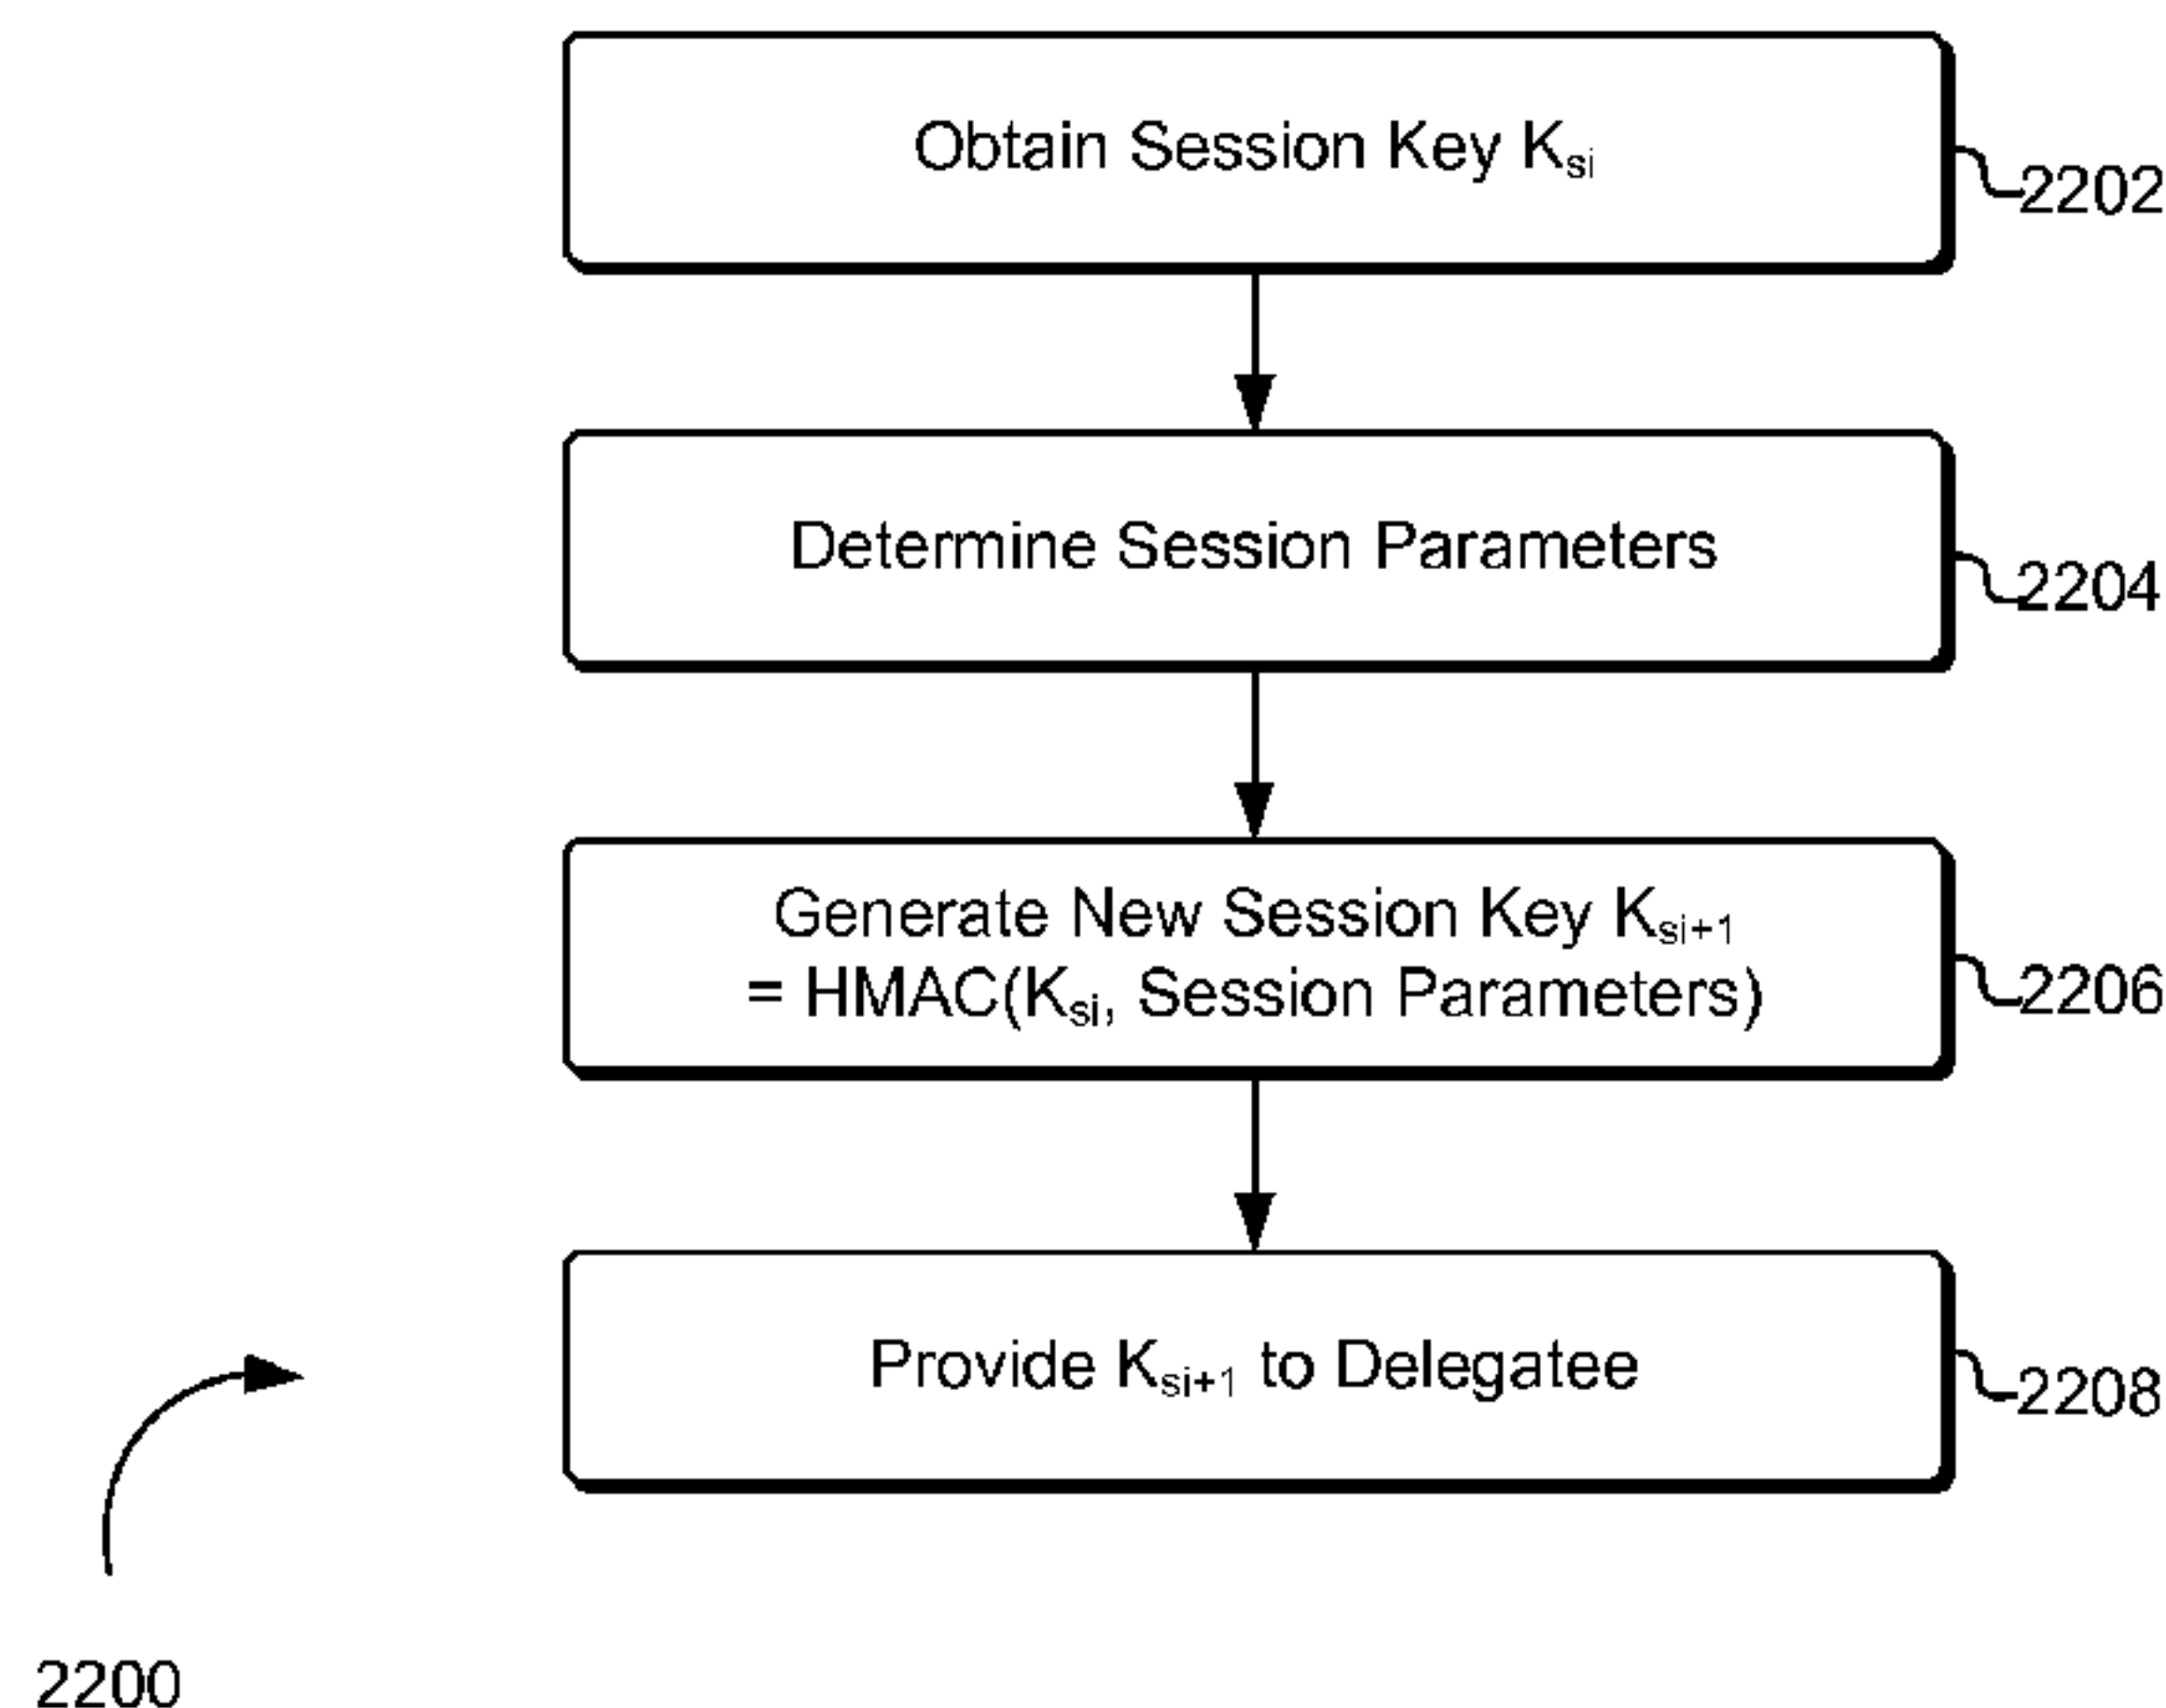 Obtain Session Key Ksi
2202
Determine Session Parameters
2204
Generate New Session Key Ksi+1
= HMAC(Ksi, Session Parameters)
2206
Provide Ksi+1 to Delegatee
2208
2200